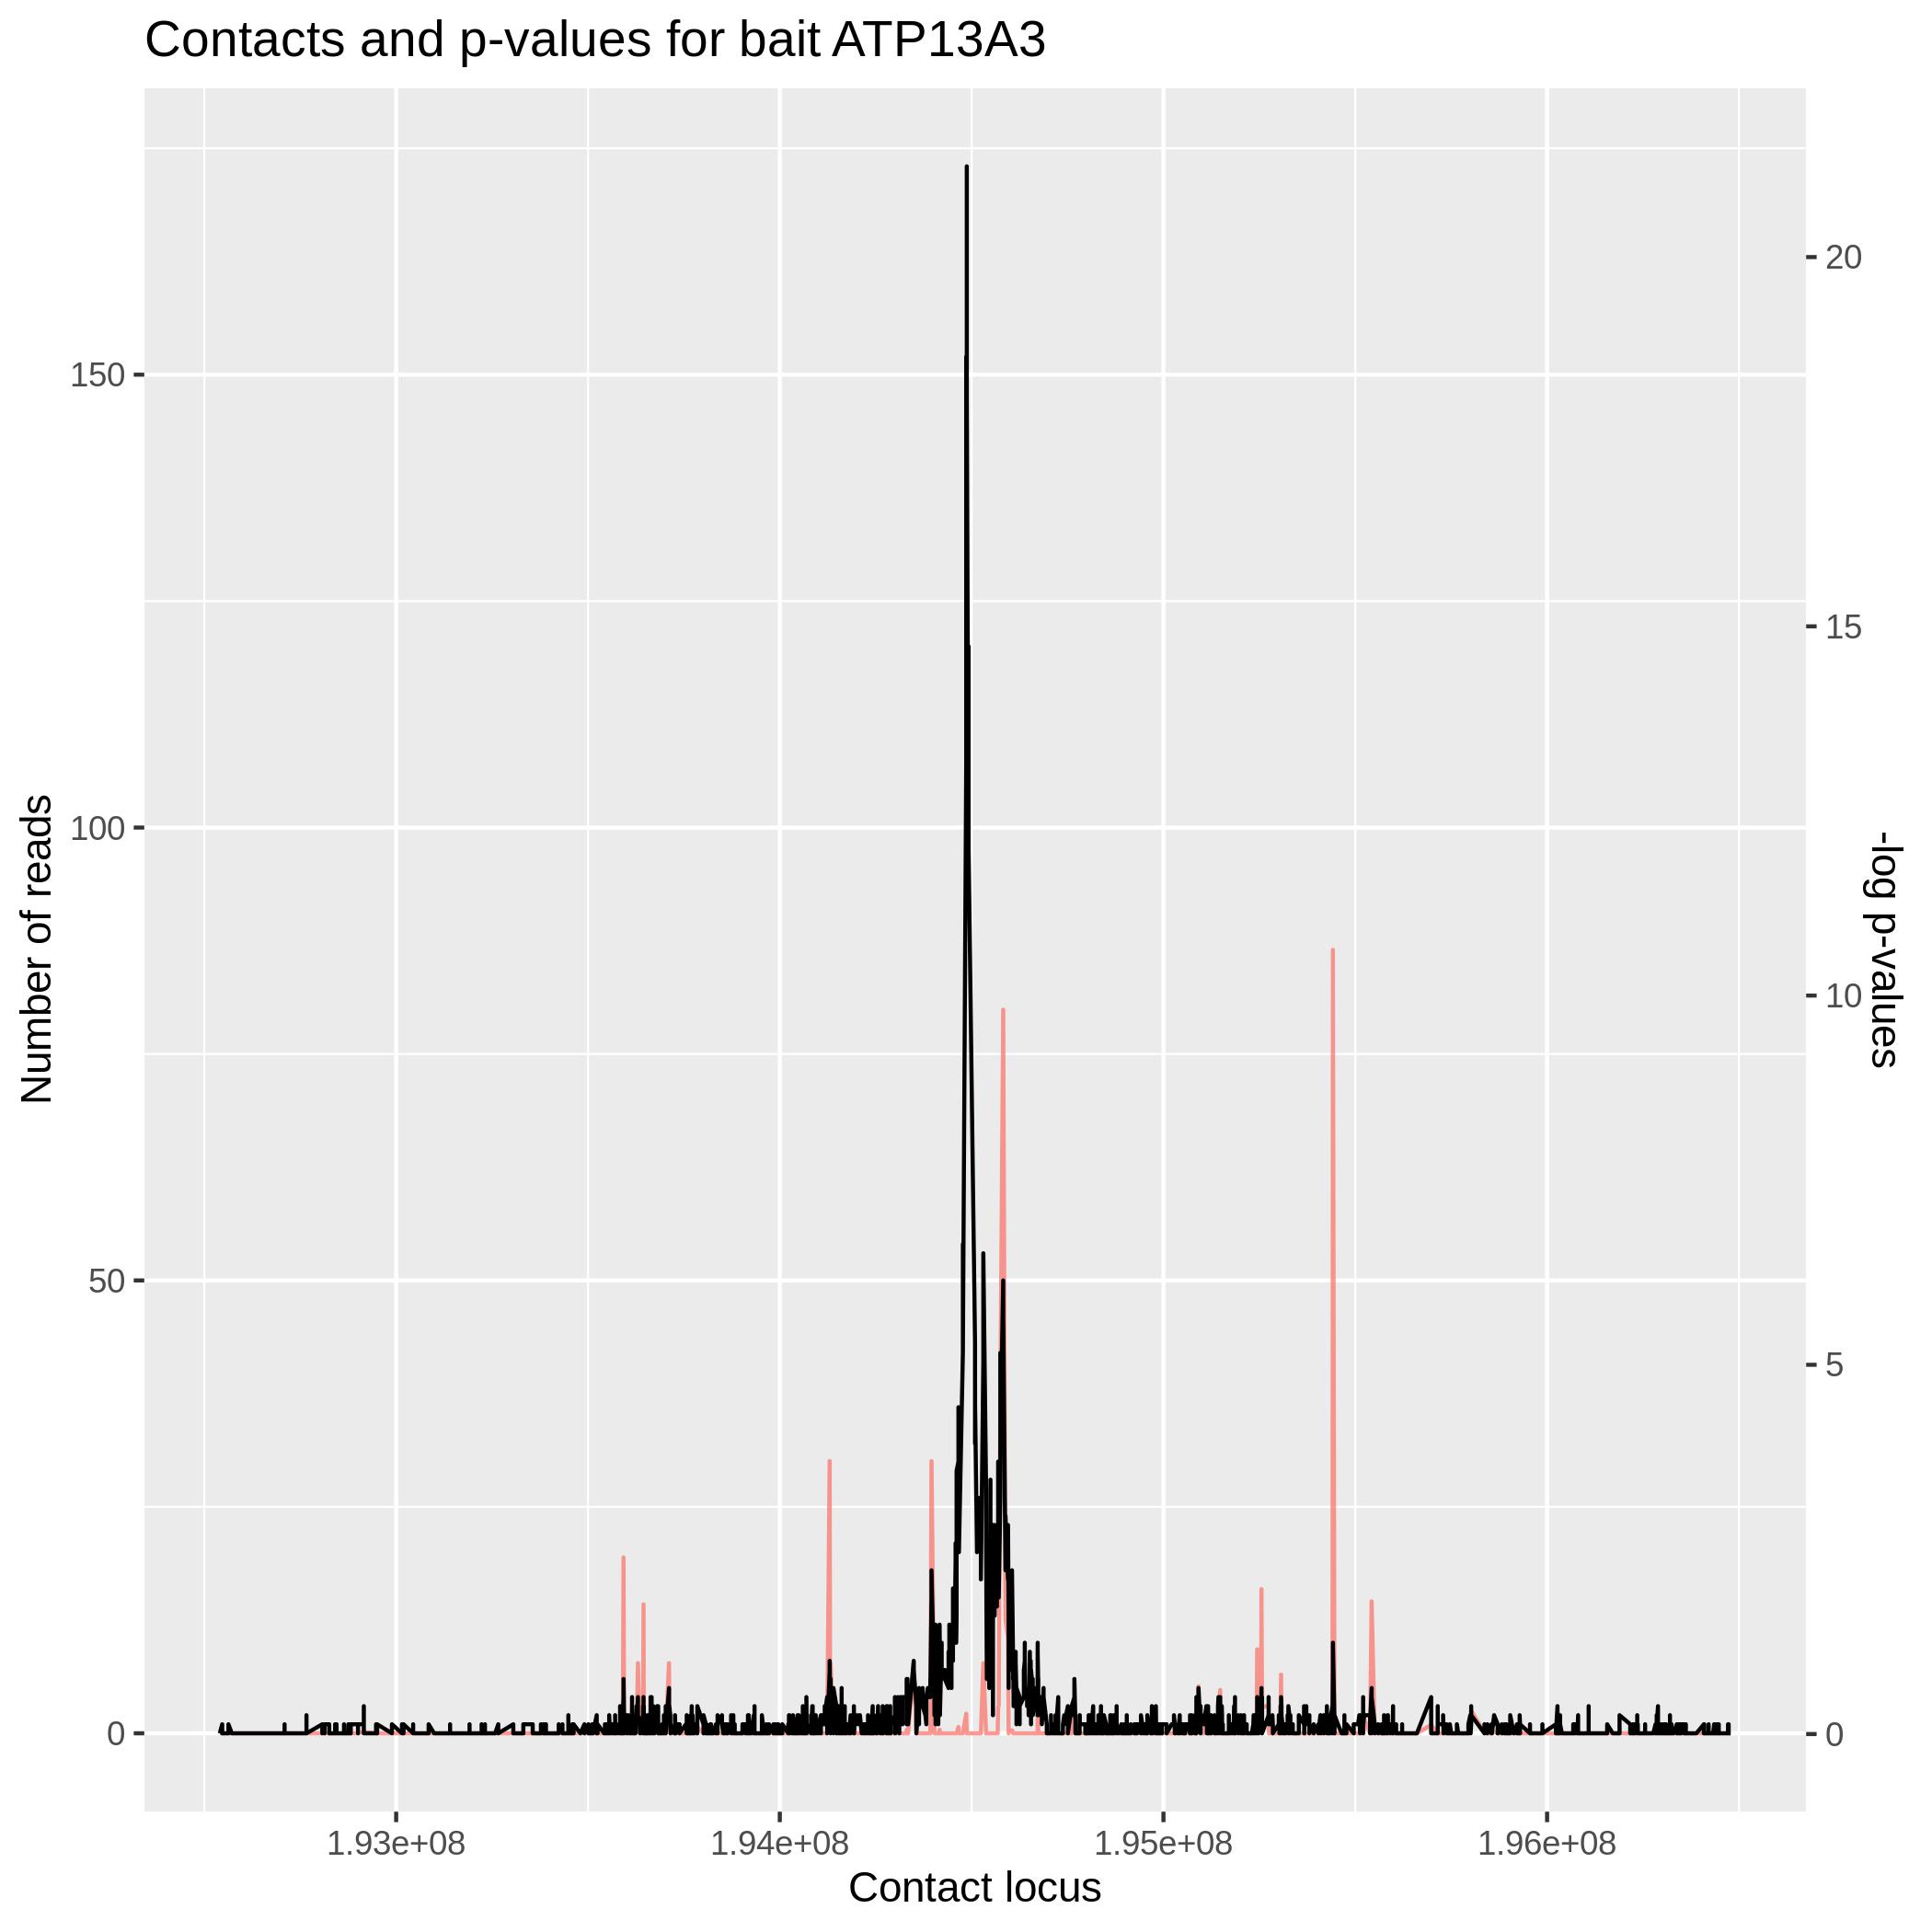 Contacts and p-values for bait ATP13A3
Number of reads
150
100
50
0
20
15
10
5
0
-log p-values
1.93e+08
1.94e+08
1.95e+08
1.96e+08
Contact locus